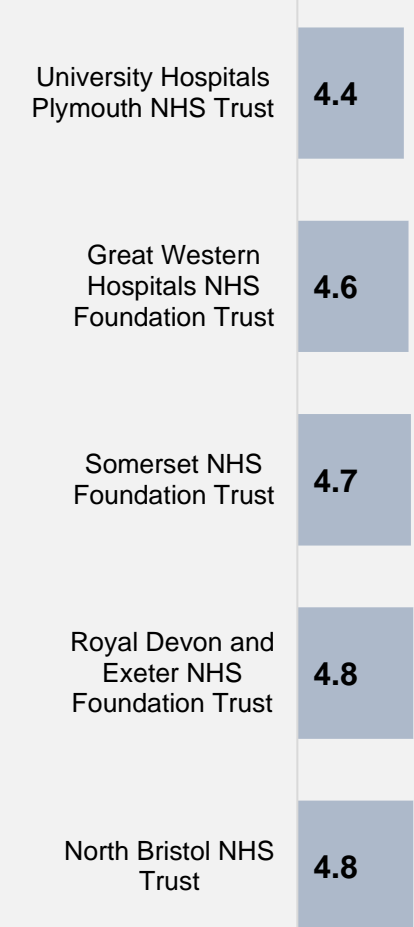 University Hospitals
Plymouth NHS Trust
4.4
Great Western
Hospitals NHS
Foundation Trust
4.6
Somerset NHS
Foundation Trust
4.7
Royal Devon and
Exeter NHS
Foundation Trust
4.8
North Bristol NHS
Trust
4.8